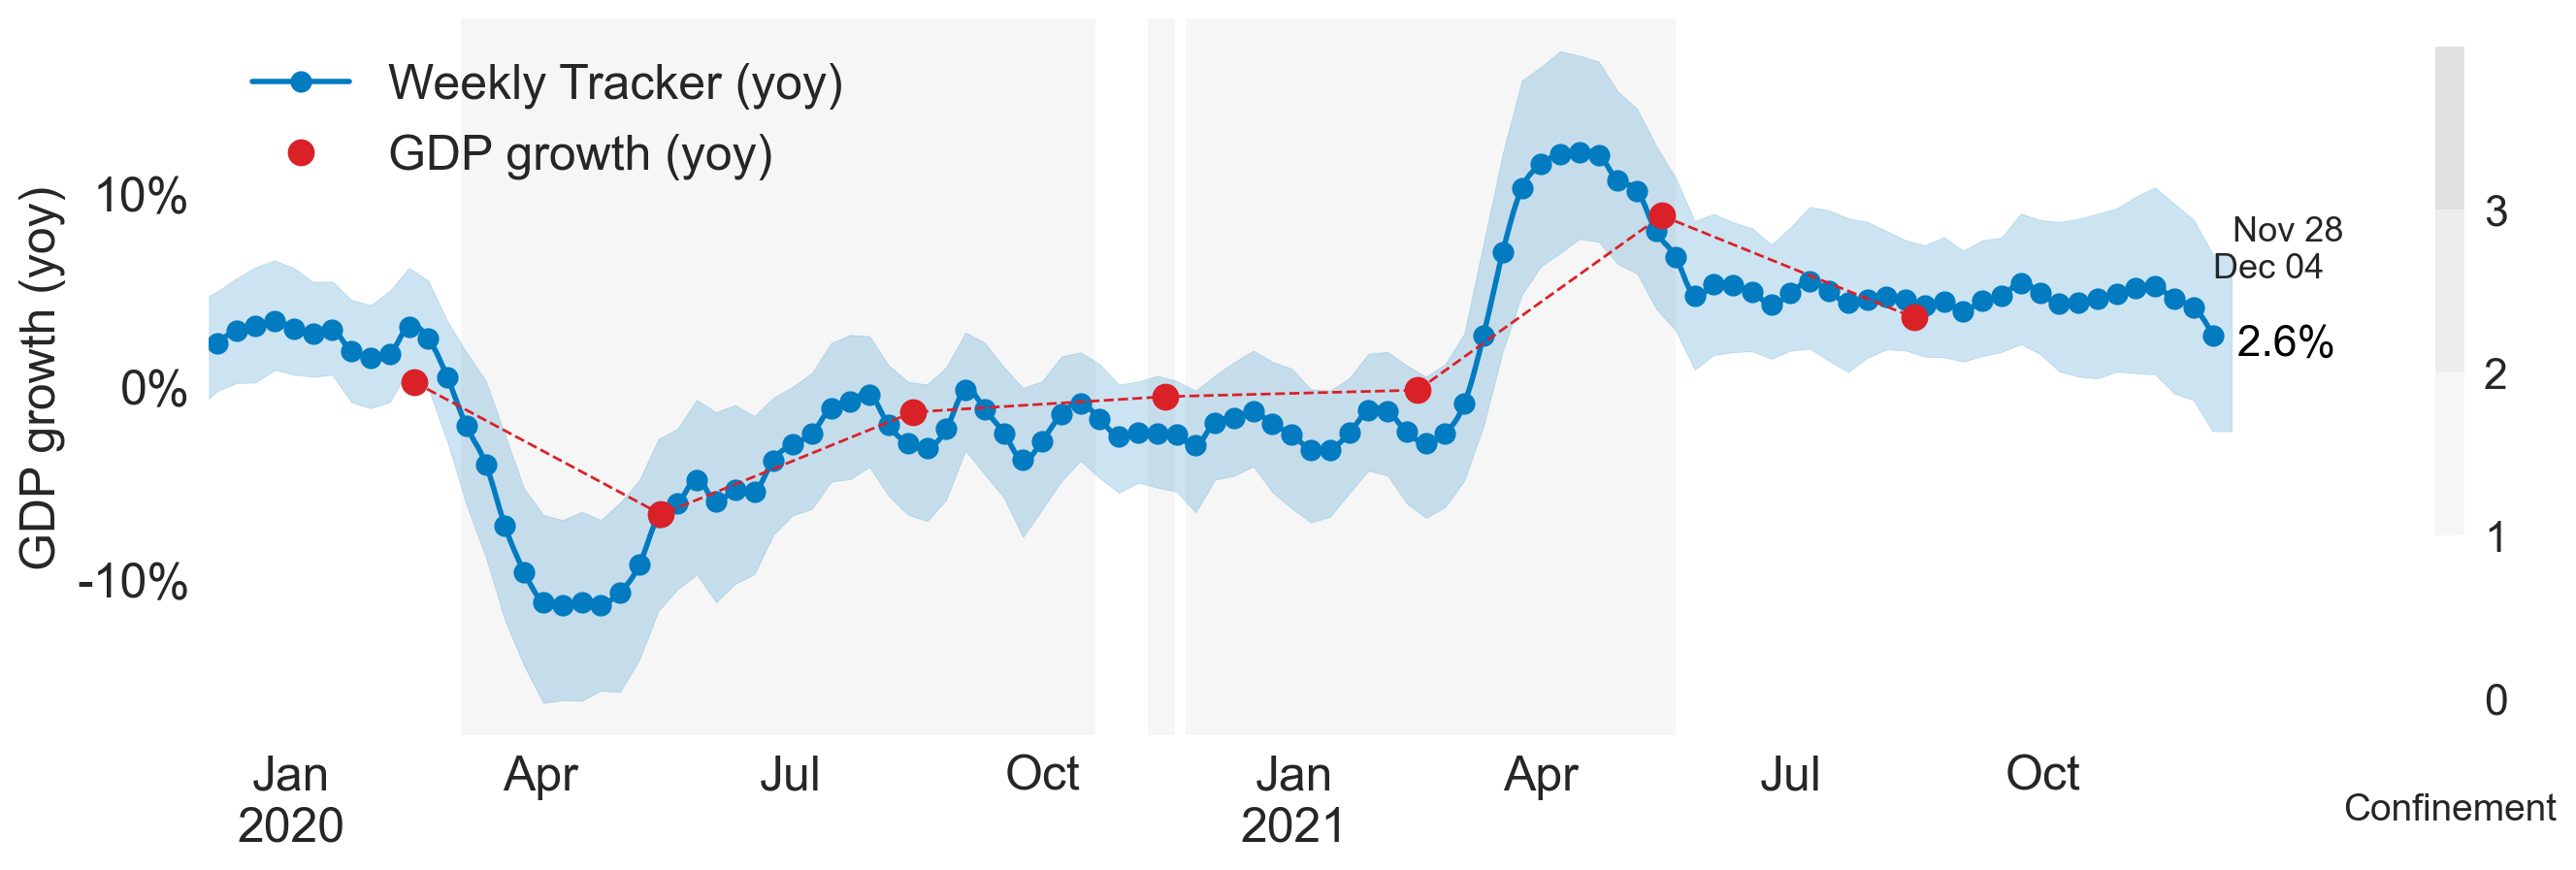 Weekly Tracker (yoy)
GDP growth (yoy)
GDP growth (yoy)
10%
0%
-10%
Nov 28
Dec 04
2.6%
3
2
1
0
Confinement
Jan
2020
Apr
Jul
Oct
Jan
2021
Apr
Jul
Oct